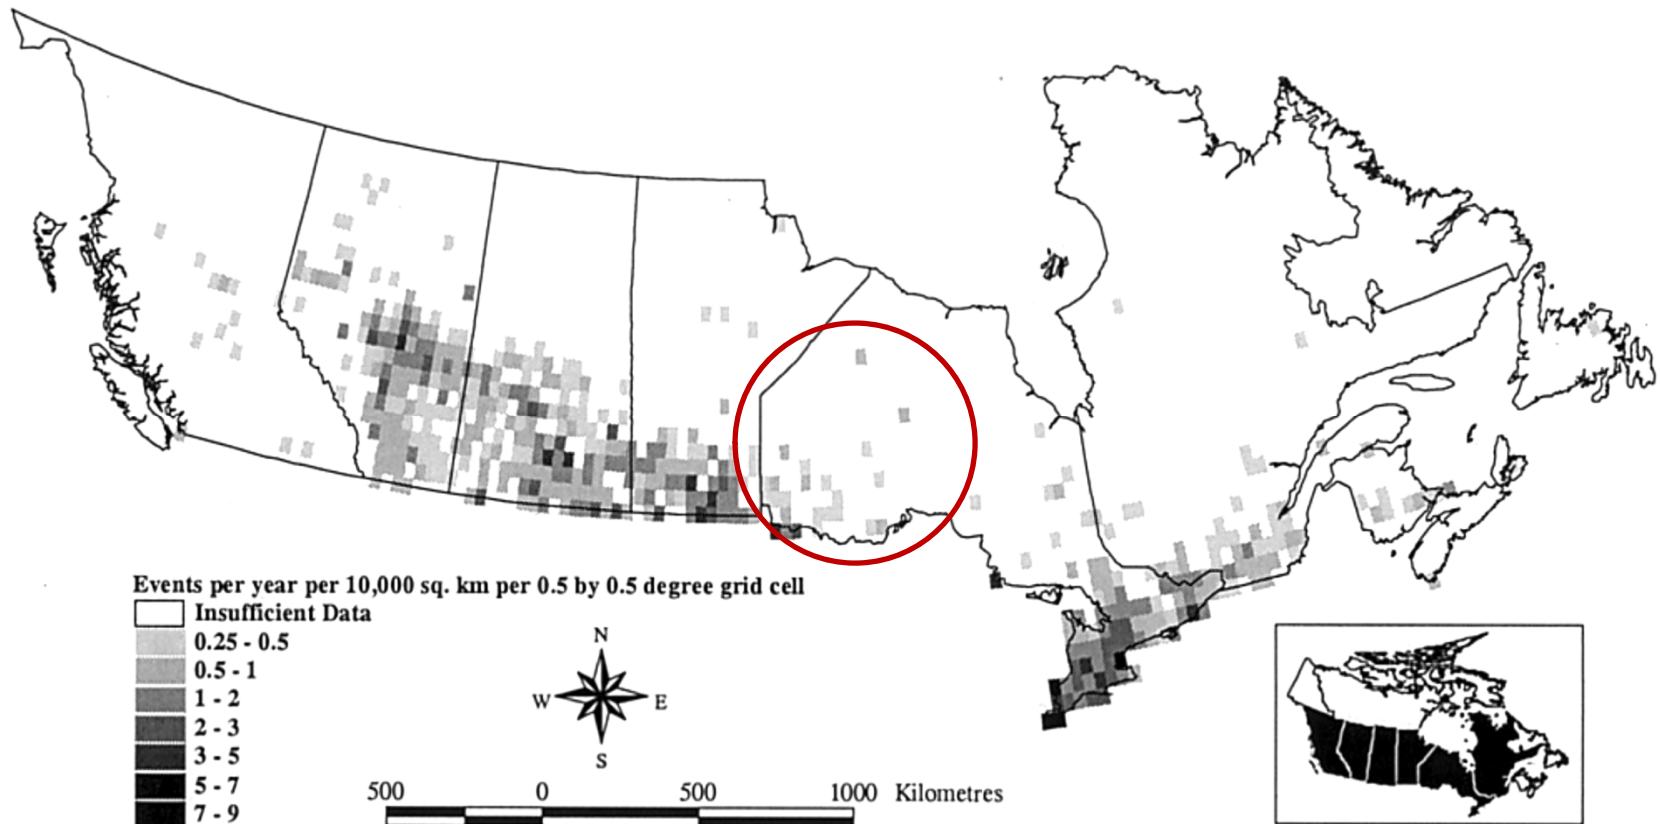 Events per year per 10,000 sq. km per 0.5 by 0.5 degree grid cell
Insufficient Data
0.25 - 0.5
0.5 - 1
1 - 2
2 - 3
3 - 5
5 - 7
7 - 9
N
W
E
S
500 0 500 1000 Kilometres